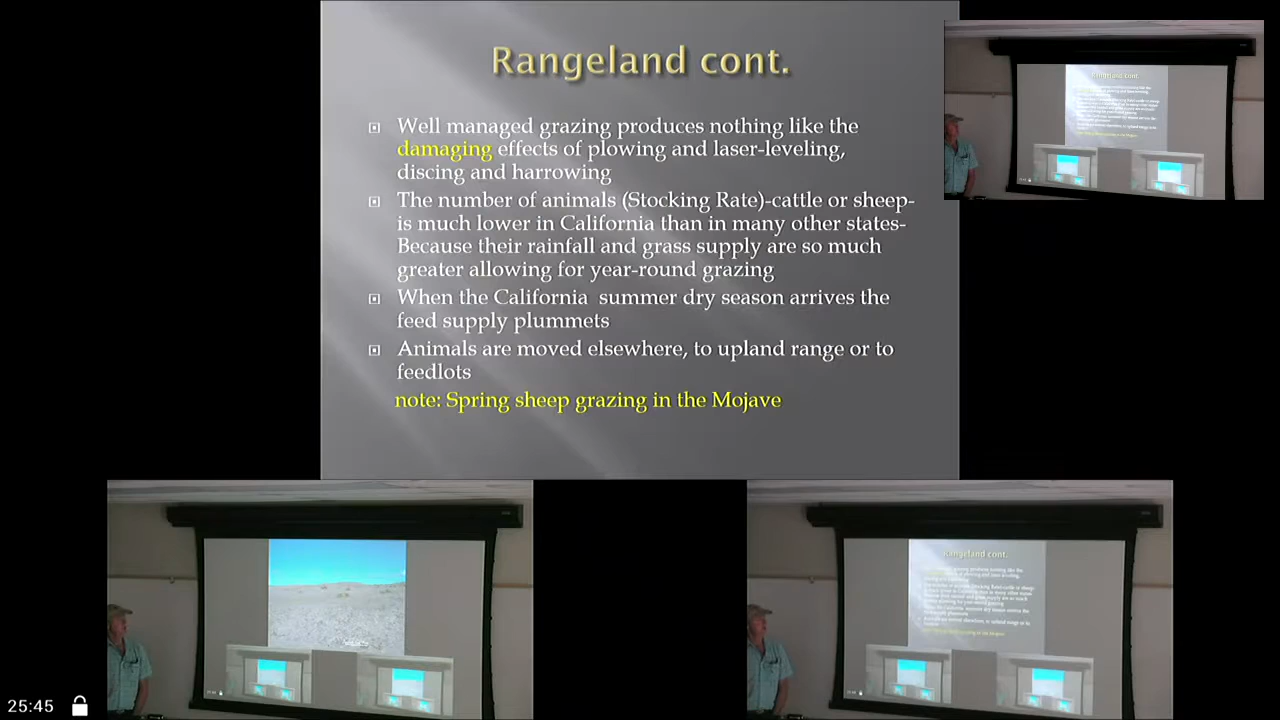 Rangeland cont.
Well managed grazing produces nothing like the
damaging effects of plowing and laser-leveling,
discing and harrowing
The number of animals (Stocking Rate)-cattle or sheep-
is much lower in California than in many other states-
Because their rainfall and grass supply are so much
greater allowing for year-round grazing
When the California summer dry season arrives the
feed supply plummets
Animals are moved elsewhere, to upland range or to
feedlots
note: Spring sheep grazing in the Mojave
Rangeland cont.
Rangeland cont.
25:45